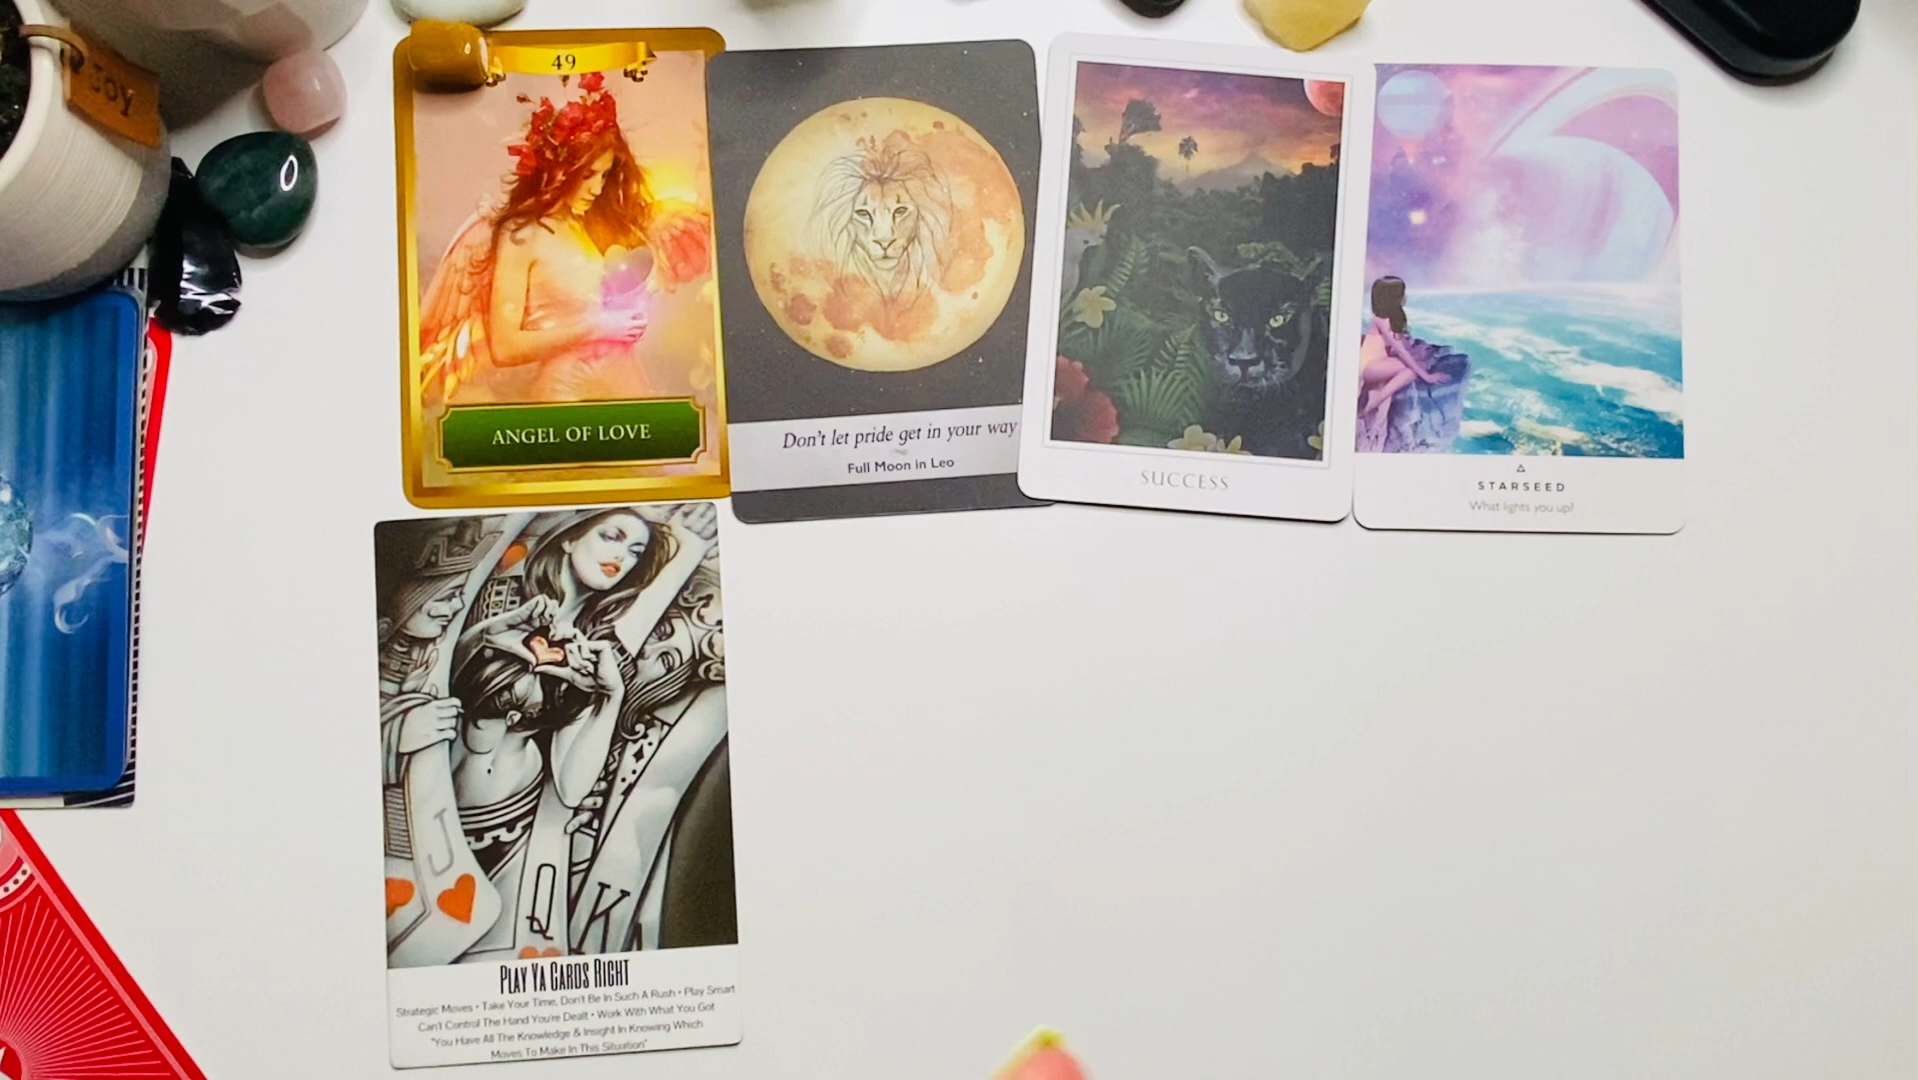 Joy
49
ANGEL OF LOVE
Don't let pride get in your way
Full Moon in Leo
SUCCESS
STARSEED
What lights you up?
J
Q
K
PLAY YA CARDS RIGHT
Strategic Moves • Take Your Time, Don't Be In Such A Rush • Play Smart
Can't Control The Hand You're Dealt • Work With What You Got
"You Have All The Knowledge & Insight In Knowing Which
Moves To Make In This Situation"